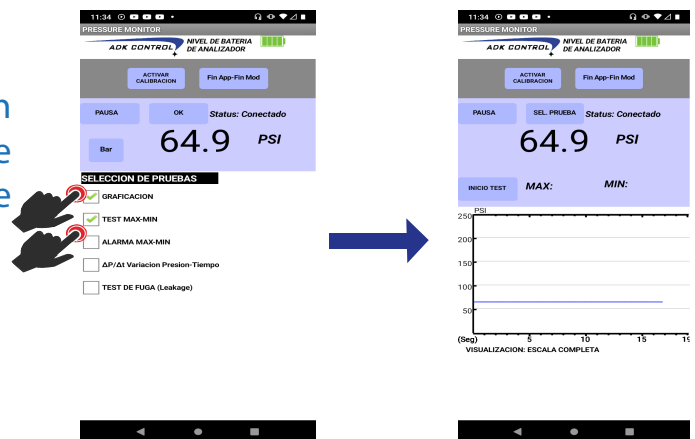 n
e
e
11:34
PRESSURE MONITOR
ADK CONTROL
NIVEL DE BATERIA
DE ANALIZADOR
ACTIVAR
CALIBRACION
Fin App-Fin Mod
PAUSA
OK
Status: Conectado
Bar
64.9
PSI
SELECCION DE PRUEBAS
GRAFICACION
TEST MAX-MIN
ALARMA MAX-MIN
ΔP/Δt Variacion Presion-Tiempo
TEST DE FUGA (Leakage)
11:34
PRESSURE MONITOR
ADK CONTROL
NIVEL DE BATERIA
DE ANALIZADOR
ACTIVAR
CALIBRACION
Fin App-Fin Mod
PAUSA
SEL. PRUEBA
Status: Conectado
64.9
PSI
INICIO TEST
MAX:
MIN:
PSI
250
200
150
100
50
(Seg)
5
10
15
19
VISUALIZACION: ESCALA COMPLETA